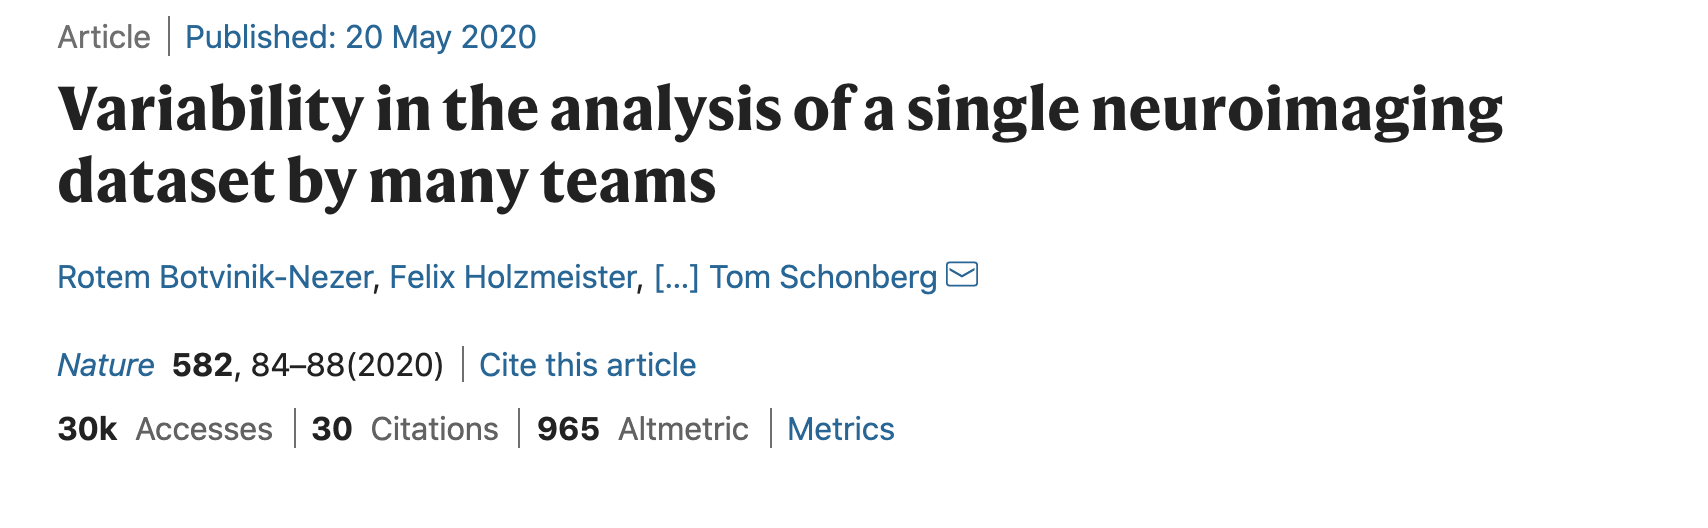 Article | Published: 20 May 2020
Variability in the analysis of a single neuroimaging
dataset by many teams
Rotem Botvinik-Nezer, Felix Holzmeister, [...] Tom Schonberg
Nature 582, 84–88(2020) | Cite this article
30k Accesses | 30 Citations | 965 Altmetric | Metrics